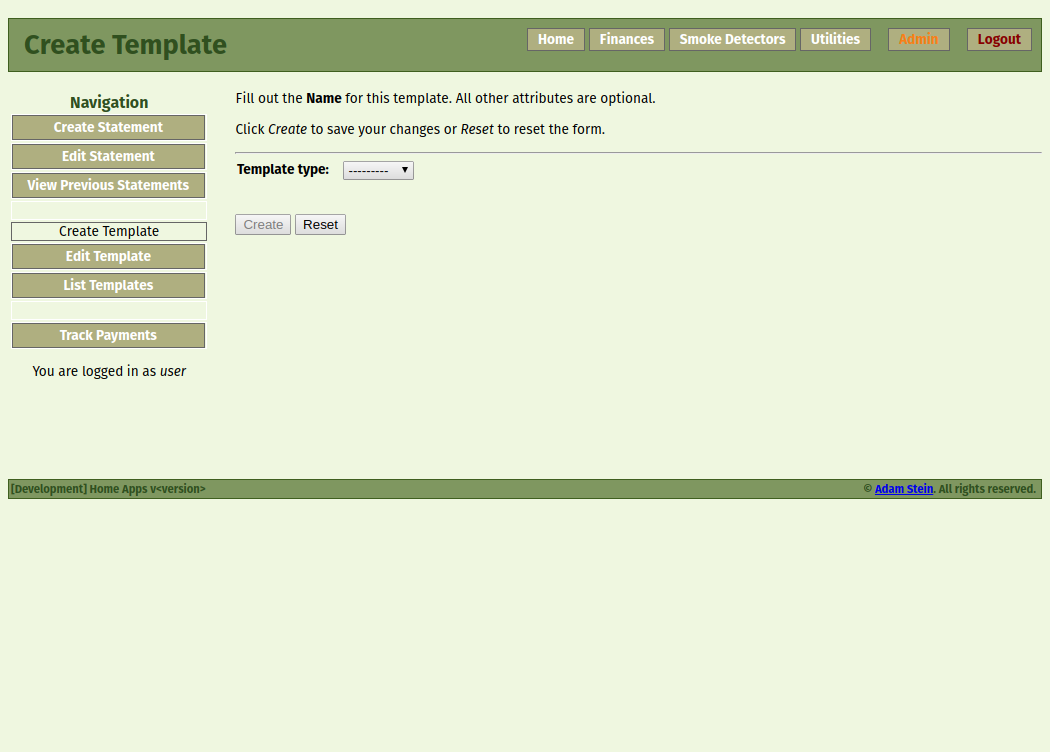 Create Template
Home Finances Smoke Detectors Utilities Admin Logout
Navigation
Create Statement
Edit Statement
View Previous Statements
Create Template
Edit Template
List Templates
Track Payments
You are logged in as user
Fill out the Name for this template. All other attributes are optional.
Click Create to save your changes or Reset to reset the form.
Template type: --------- ▼
Create Reset
[Development] Home Apps v<version>
© Adam Stein. All rights reserved.